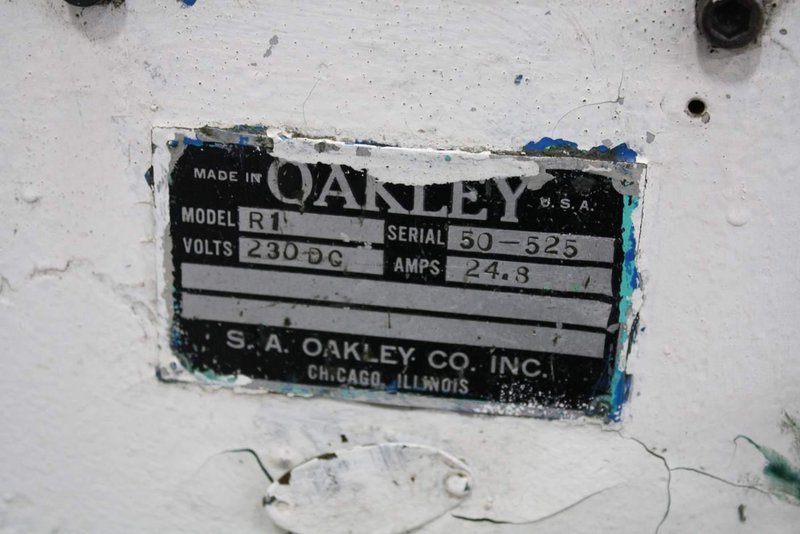 MADE IN OAKLEY U.S.A.
MODEL R1 SERIAL 50-525
VOLTS 230 DC AMPS 24.8
S. A. OAKLEY CO. INC.
CHICAGO, ILLINOIS